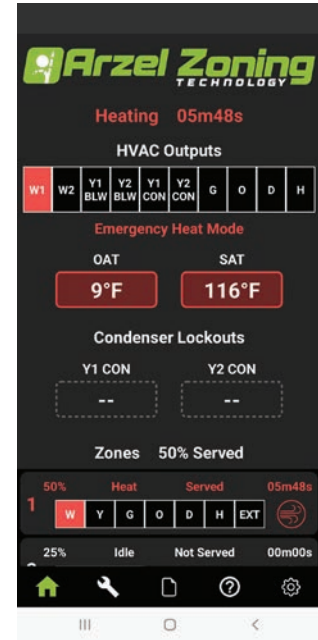 Arzel Zoning
TECHNOLOGY
Heating 05m48s
HVAC Outputs
W1 W2 Y1 BLW Y2 BLW Y1 CON Y2 CON G O D H
Emergency Heat Mode
OAT SAT
9°F 116°F
Condenser Lockouts
Y1 CON Y2 CON
-- --
Zones 50% Served
50% Heat Served 05m48s
1 W Y G O D H EXT
25% Idle Not Served 00m00s